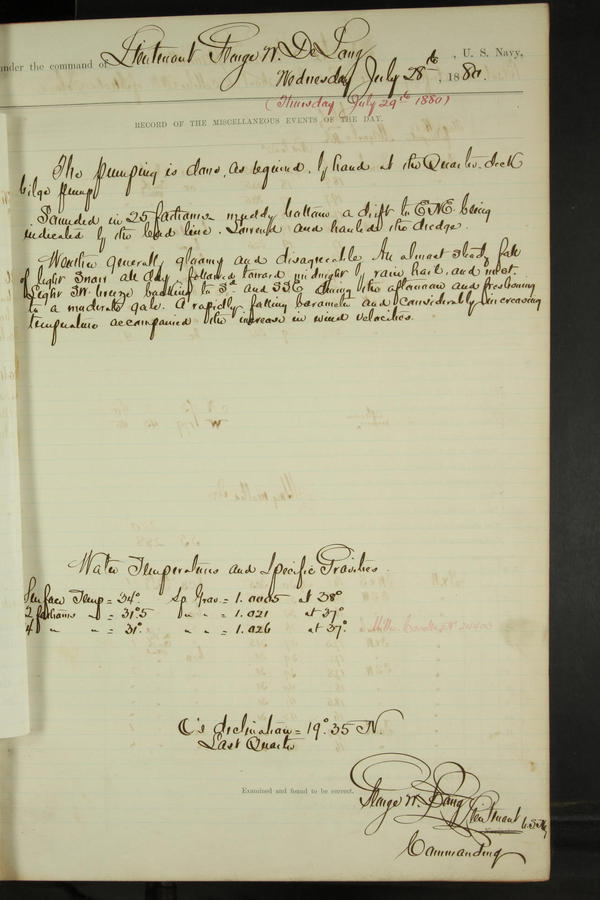 under the command of Lieutenant George W. De Long, U. S. Navy,
Wednesday July 28th, 1880.
(Thursday July 29th 1880)
RECORD OF THE MISCELLANEOUS EVENTS OF THE DAY.
The pumping is done, as required, by hand at the Quarter deck
bilge pump.
Sounded in 25 fathoms muddy bottom a drift to ENE being
indicated by the lead line. Lowered and hauled the dredge.
Weather generally gloomy and disagreeable. An almost steady fall
of light snow all day followed toward midnight by rain hail and mist.
Light SW breeze backing to Sd. and SSE during the afternoon and freshening
to a moderate gale. A rapidly falling barometer and considerably increasing
temperature accompanied the increase in wind velocities.
Water Temperatures and Specific Gravities.
Surface Temp = 34° Sp Grav. = 1.0005 at 38°
2 fathoms " = 31°.5 " " = 1.021 at 37°
4 " " = 31°. " " = 1.026 at 37°.
☾'s declination = 19°.35 N.
Last Quarter
Examined and found to be correct.
George W. De Long Lieutenant U.S. Navy
Commanding